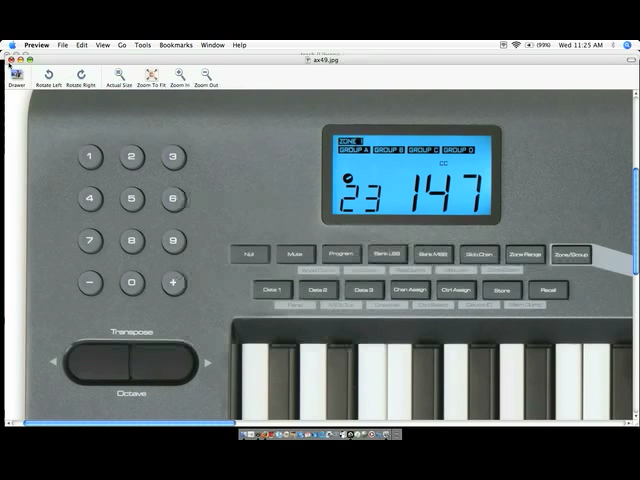 Preview File Edit View Go Tools Bookmarks Window Help (99%) Wed 11:25 AM
ax49.jpg
Drawer Rotate Left Rotate Right Actual Size Zoom To Fit Zoom In Zoom Out
ZONE 1
GROUP A GROUP B GROUP C GROUP D
CC
23 147
1 2 3
4 5 6
7 8 9
- 0 +
Null Mute Program Bank LSB Bank MSB Glob.Chan Zone Range Zone/Group
Data 1 Data 2 Data 3 Chan Assign Ctrl Assign Store Recall
Transpose
Octave